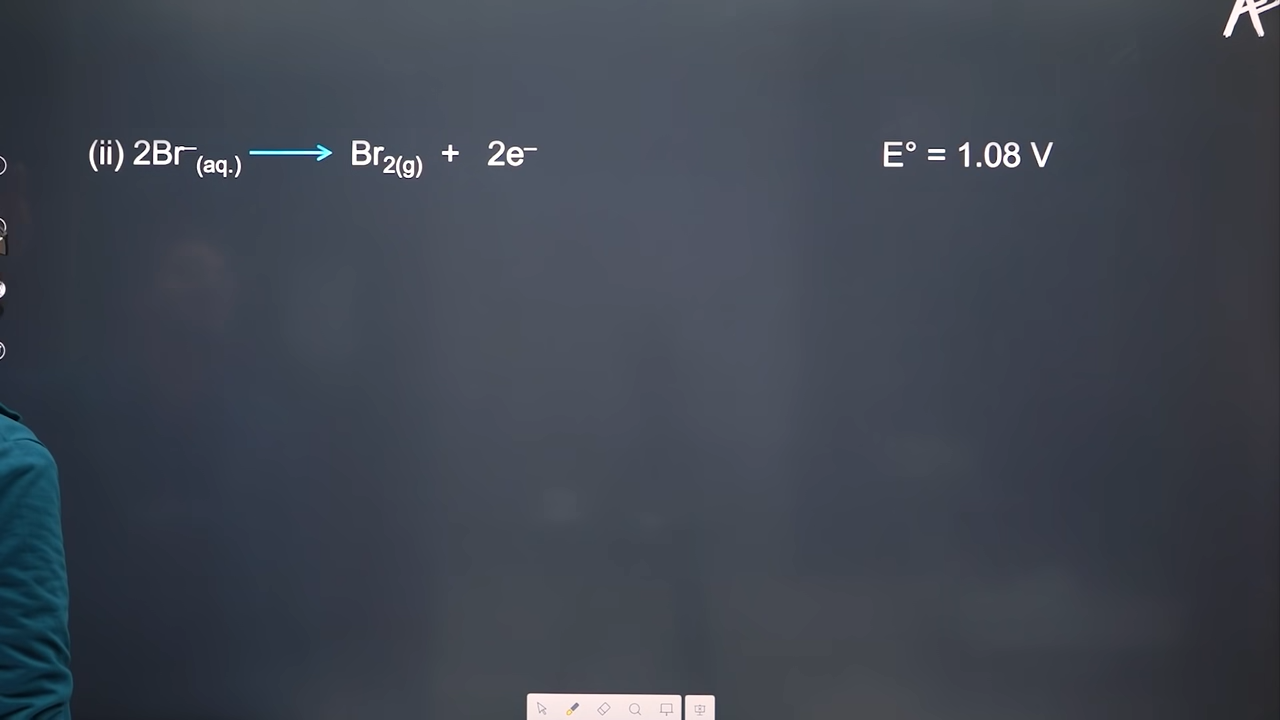 (ii) 2Br⁻(aq.) ⟶ Br₂(g) + 2e⁻ E° = 1.08 V